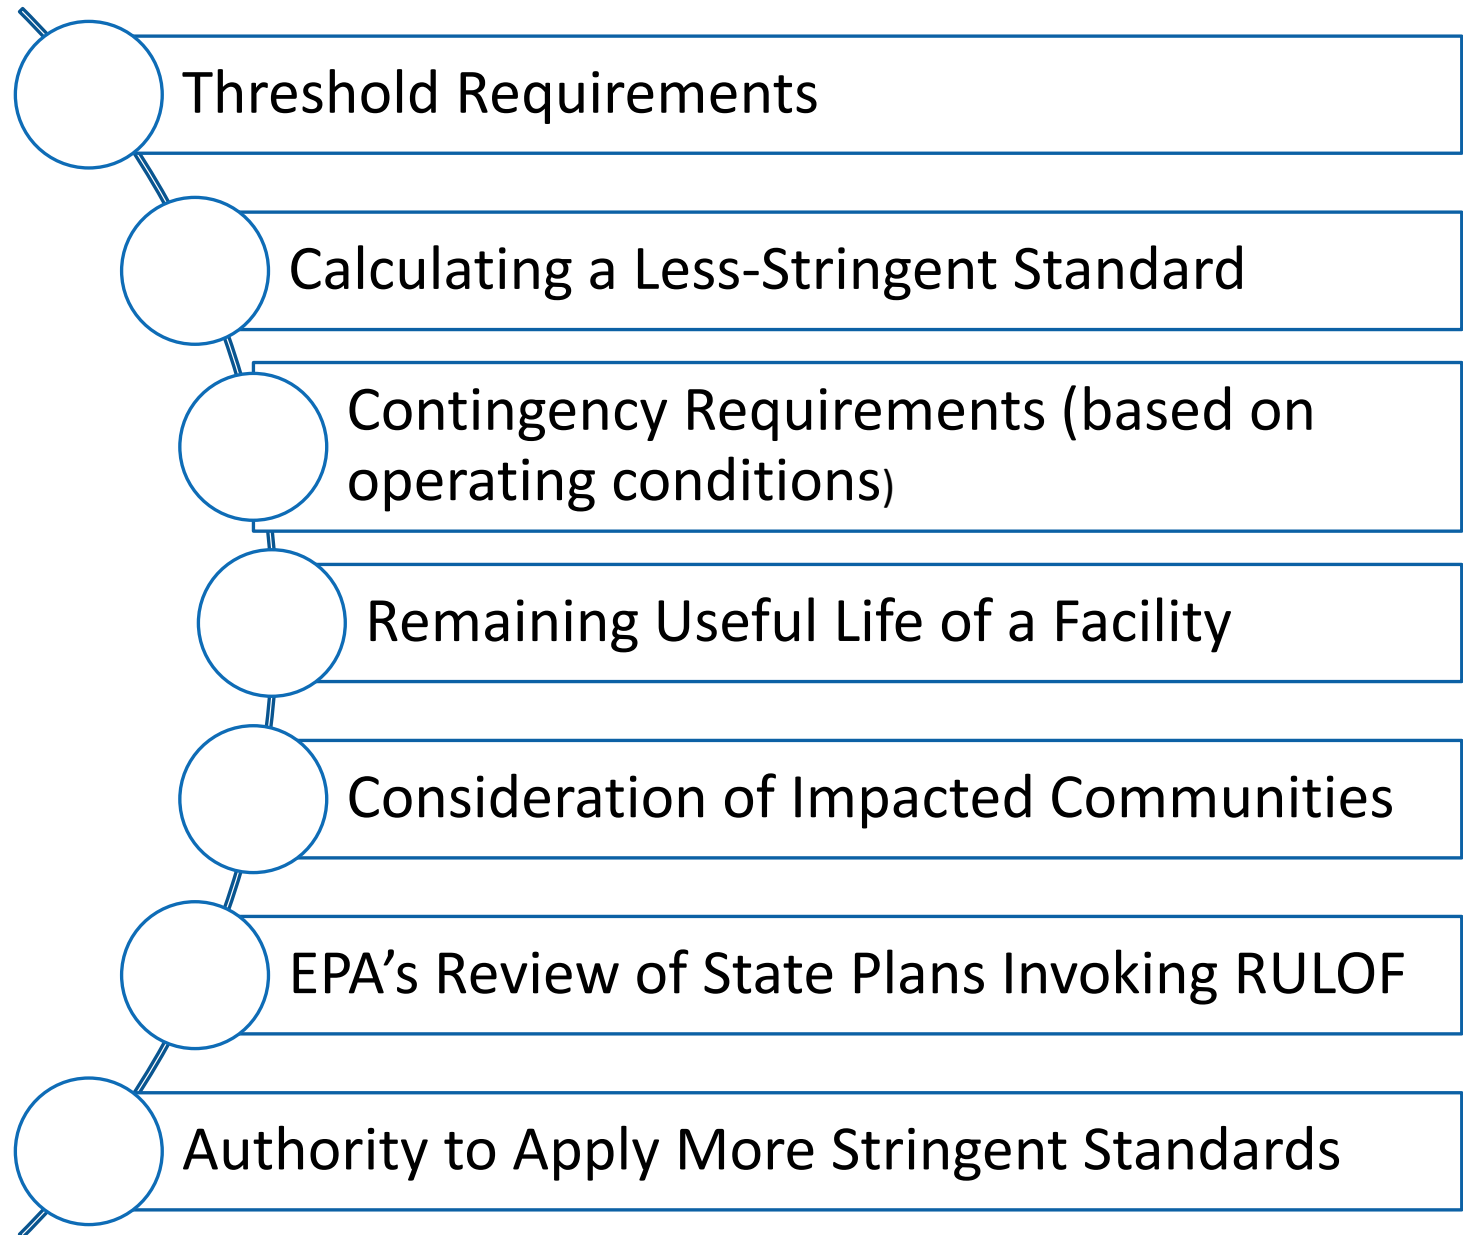 Threshold Requirements
Calculating a Less-Stringent Standard
Contingency Requirements (based on
operating conditions)
Remaining Useful Life of a Facility
Consideration of Impacted Communities
EPA’s Review of State Plans Invoking RULOF
Authority to Apply More Stringent Standards